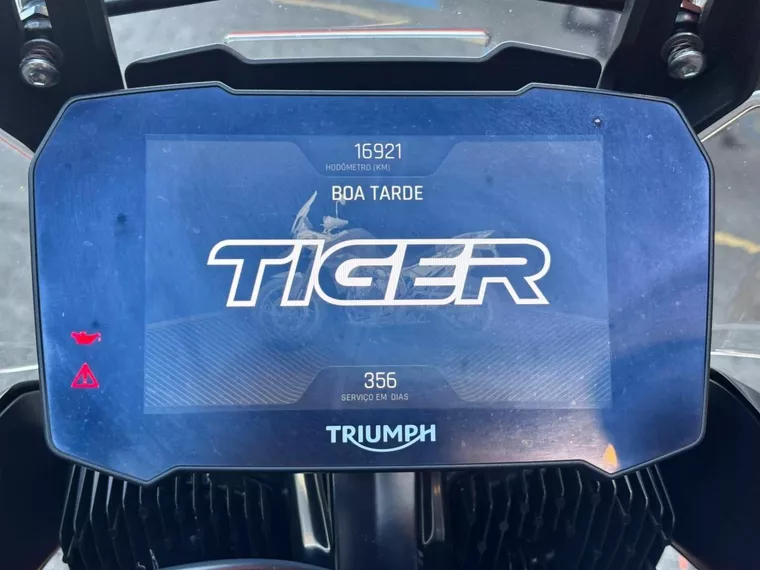 16921
HODÔMETRO (KM)
BOA TARDE
TIGER
356
SERVIÇO EM DIAS
TRIUMPH